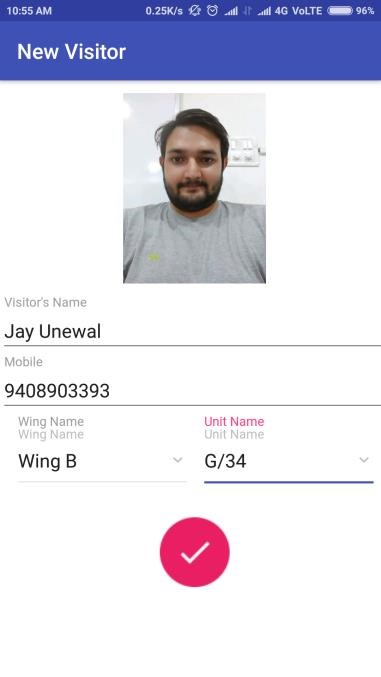 10:55 AM 0.25K/s 4G VoLTE 96%
New Visitor
Visitor's Name
Jay Unewal
Mobile
9408903393
Wing Name Unit Name
Wing Name Unit Name
Wing B G/34